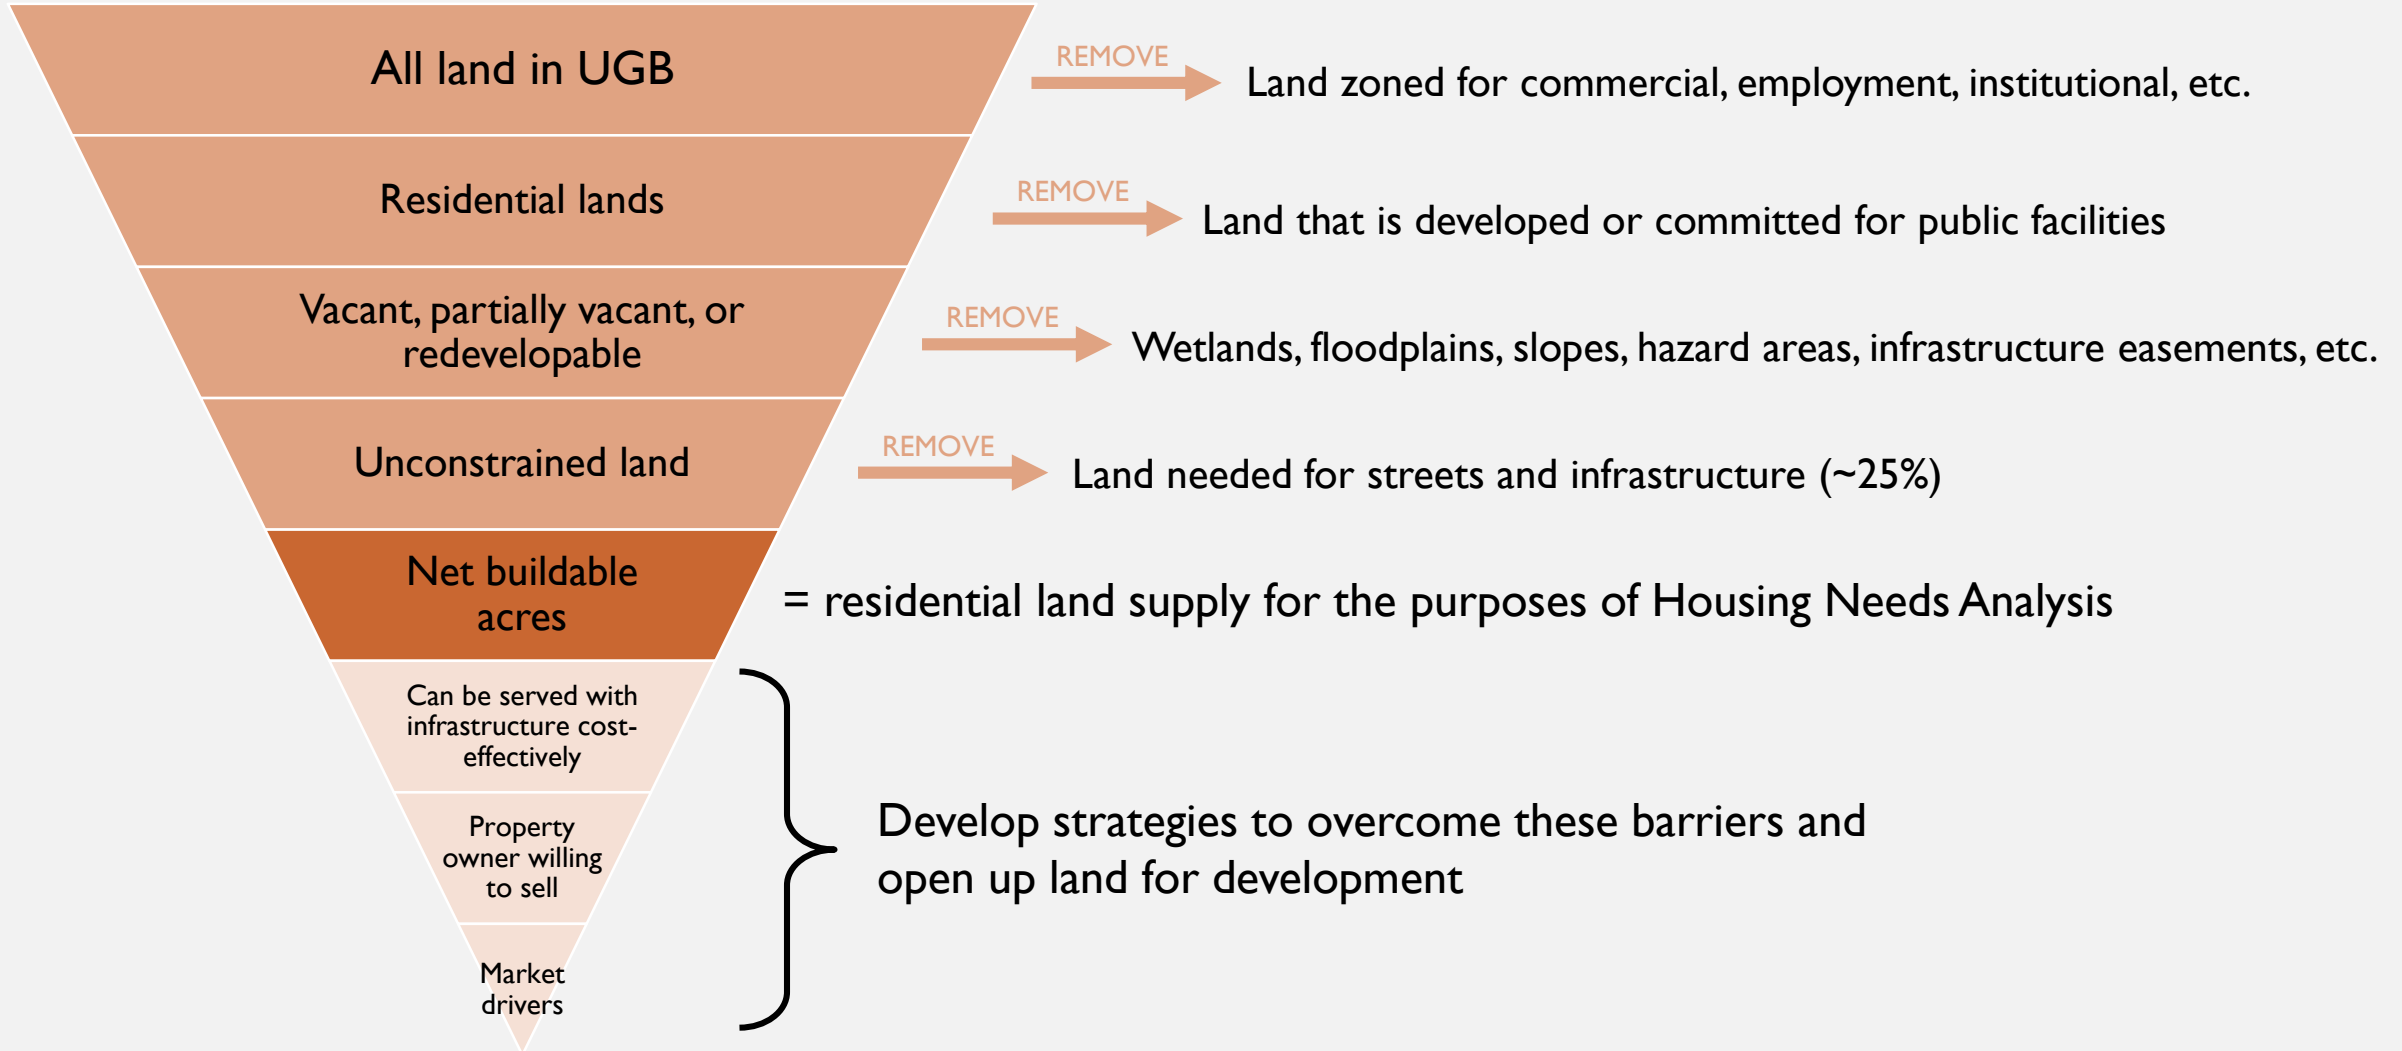 All land in UGB
REMOVE
Land zoned for commercial, employment, institutional, etc.
Residential lands
REMOVE
Land that is developed or committed for public facilities
Vacant, partially vacant, or
redevelopable
REMOVE
Wetlands, floodplains, slopes, hazard areas, infrastructure easements, etc.
Unconstrained land
REMOVE
Land needed for streets and infrastructure (~25%)
Net buildable
acres
= residential land supply for the purposes of Housing Needs Analysis
Can be served with
infrastructure cost-
effectively
Property
owner willing
to sell
Market
drivers
Develop strategies to overcome these barriers and
open up land for development